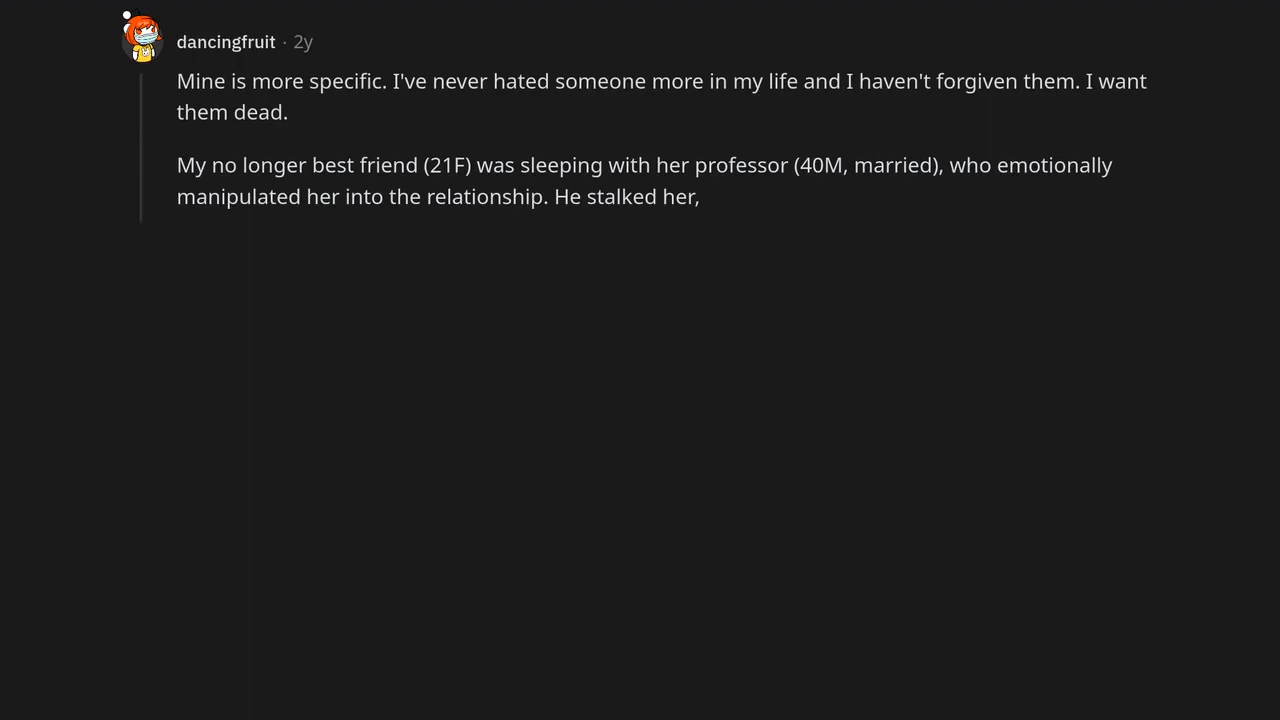 dancingfruit · 2y
Mine is more specific. I've never hated someone more in my life and I haven't forgiven them. I want
them dead.
My no longer best friend (21F) was sleeping with her professor (40M, married), who emotionally
manipulated her into the relationship. He stalked her,